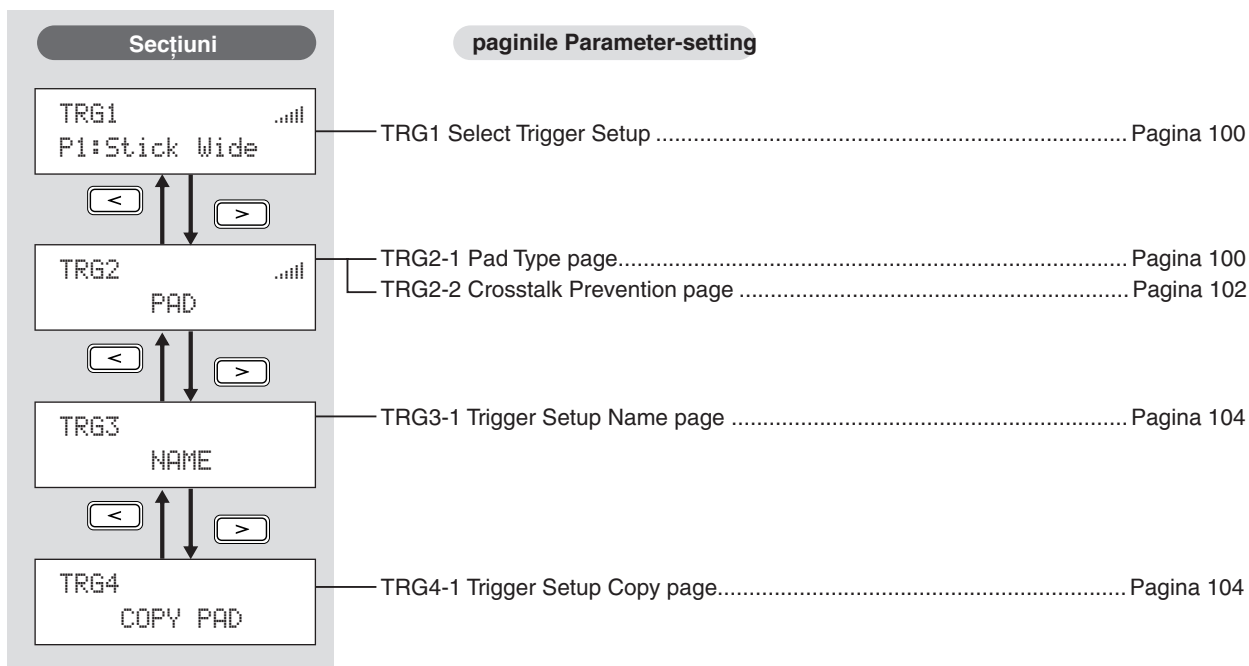 Secțiuni
paginile Parameter-setting
TRG1
P1:Stick Wide
TRG1 Select Trigger Setup .......... Pagina 100
<
>
TRG2
PAD
TRG2-1 Pad Type page.......... Pagina 100
TRG2-2 Crosstalk Prevention page .......... Pagina 102
<
>
TRG3
NAME
TRG3-1 Trigger Setup Name page .......... Pagina 104
<
>
TRG4
COPY PAD
TRG4-1 Trigger Setup Copy page.......... Pagina 104